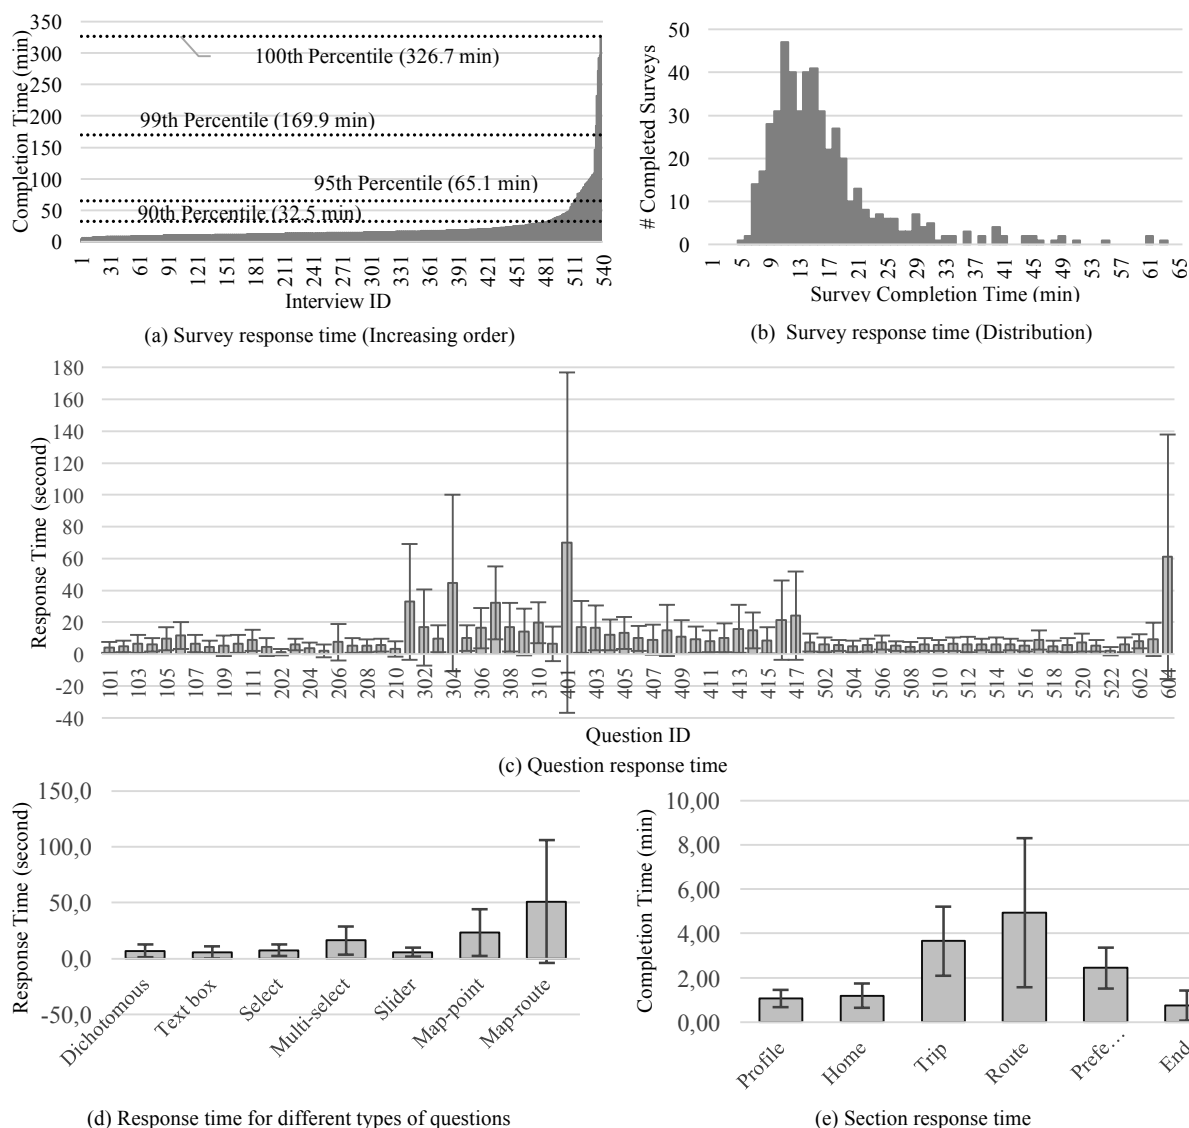 350
300
250
200
150
100
50
0
Completion Time (min)
100th Percentile (326.7 min)
99th Percentile (169.9 min)
95th Percentile (65.1 min)
90th Percentile (32.5 min)
1 31 61 91 121 151 181 211 241 271 301 331 361 391 421 451 481 511 540
Interview ID
(a) Survey response time (Increasing order)
50
40
30
20
10
0
# Completed Surveys
1 5 9 13 17 21 25 29 33 37 41 45 49 53 57 61 65
Survey Completion Time (min)
(b) Survey response time (Distribution)
180
160
140
120
100
80
60
40
20
0
-20
-40
Response Time (second)
101 103 105 107 109 111 202 204 206 208 210 302 304 306 308 310 401 403 405 407 409 411 413 415 417 502 504 506 508 510 512 514 516 518 520 522 602 604
Question ID
(c) Question response time
150,0
100,0
50,0
0,0
-50,0
Response Time (second)
Dichotomous Text box Select Multi-select Slider Map-point Map-route
(d) Response time for different types of questions
10,00
8,00
6,00
4,00
2,00
0,00
Completion Time (min)
Profile Home Trip Route Prefe… End
(e) Section response time